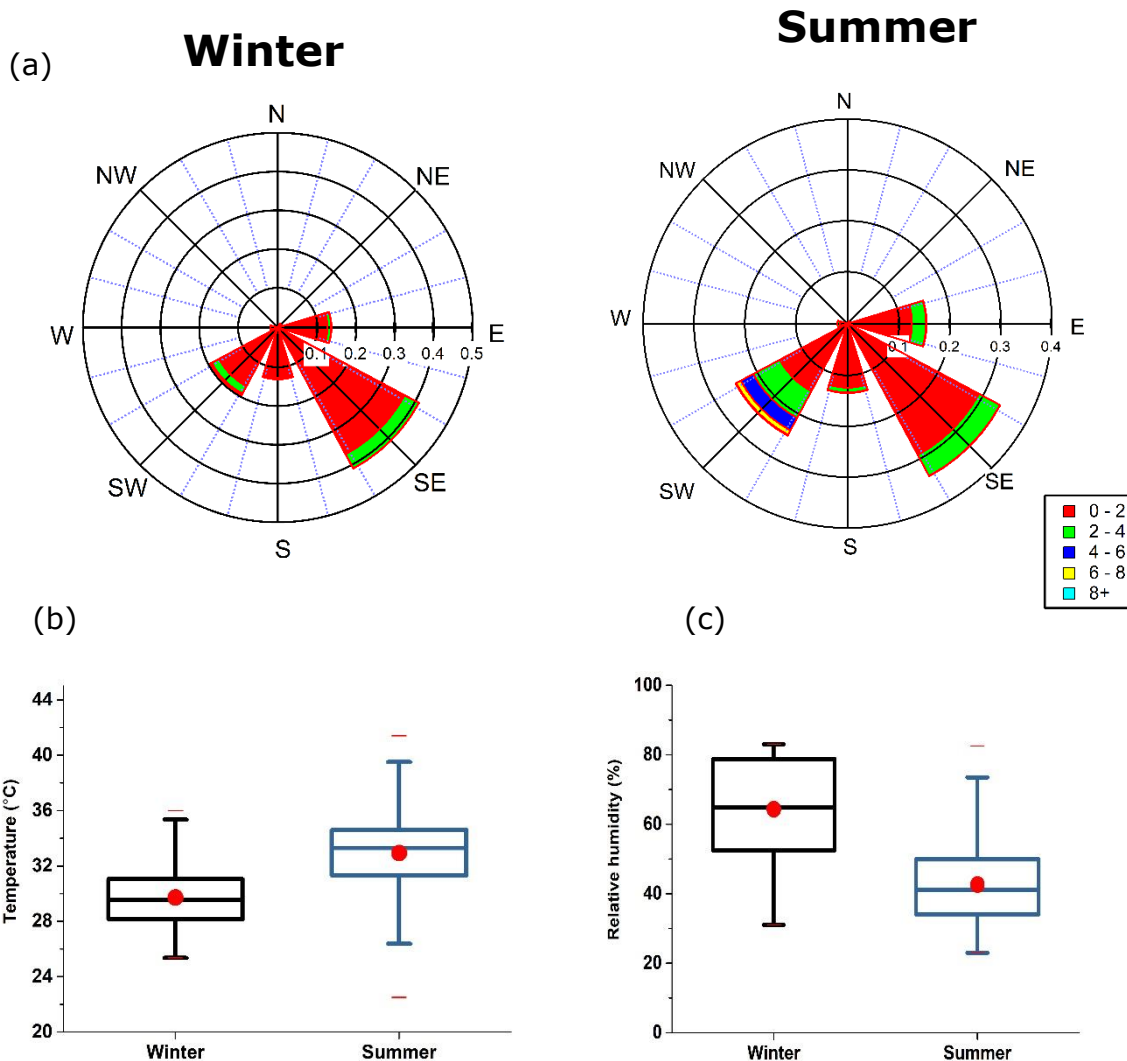 Winter
Summer
(a)
N
NW
NE
W
E
0.1
0.2
0.3
0.4
0.5
SW
SE
S
N
NW
NE
W
E
0.1
0.2
0.3
0.4
SW
SE
S
0 - 2
2 - 4
4 - 6
6 - 8
8+
(b)
(c)
Temperature (°C)
44
40
36
32
28
24
20
Winter
Summer
Relative humidity (%)
100
80
60
40
20
0
Winter
Summer